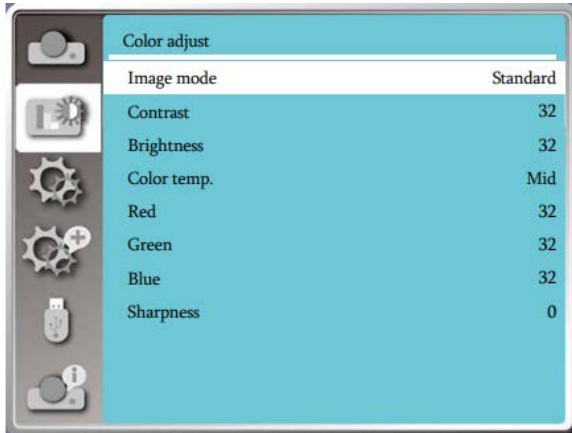 Color adjust
Image mode Standard
Contrast 32
Brightness 32
Color temp. Mid
Red 32
Green 32
Blue 32
Sharpness 0